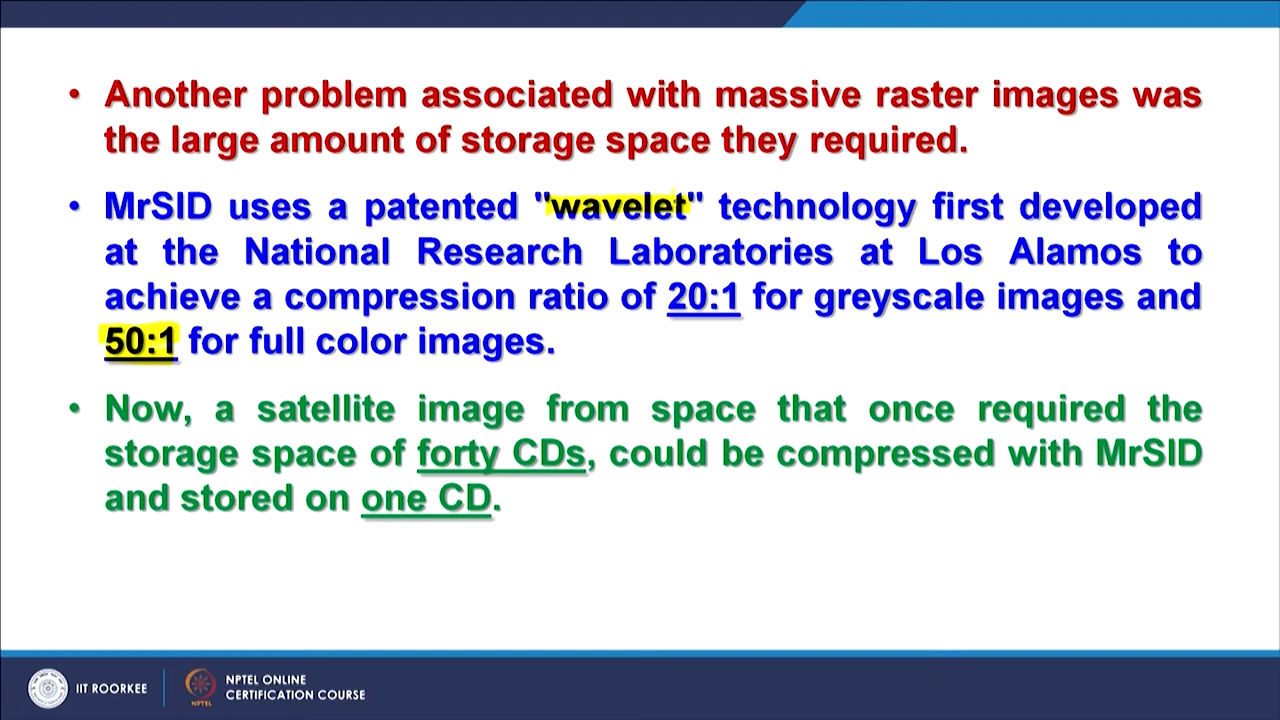 • Another problem associated with massive raster images was
the large amount of storage space they required.
• MrSID uses a patented "wavelet" technology first developed
at the National Research Laboratories at Los Alamos to
achieve a compression ratio of 20:1 for greyscale images and
50:1 for full color images.
• Now, a satellite image from space that once required the
storage space of forty CDs, could be compressed with MrSID
and stored on one CD.
IIT ROORKEE
NPTEL
NPTEL ONLINE
CERTIFICATION COURSE